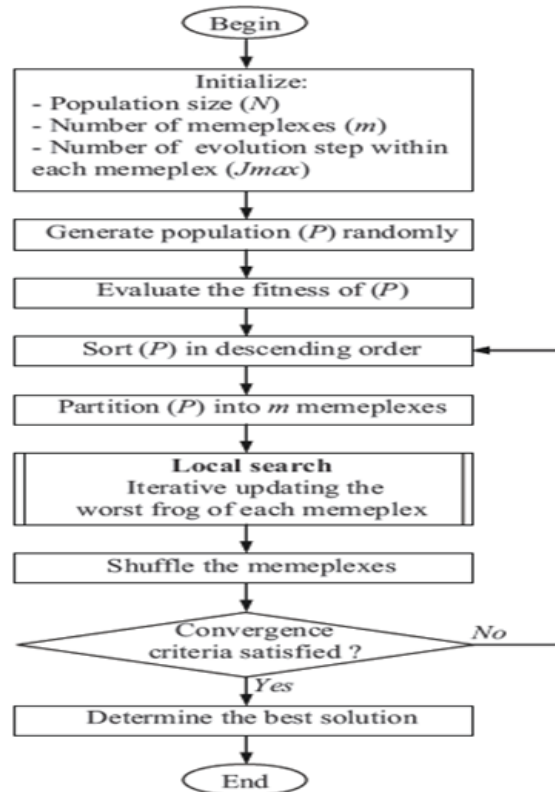 Begin
Initialize:
- Population size (N)
- Number of memeplexes (m)
- Number of evolution step within
each memeplex (Jmax)
Generate population (P) randomly
Evaluate the fitness of (P)
Sort (P) in descending order
Partition (P) into m memeplexes
Local search
Iterative updating the
worst frog of each memeplex
Shuffle the memeplexes
Convergence
criteria satisfied ?
No
Yes
Determine the best solution
End